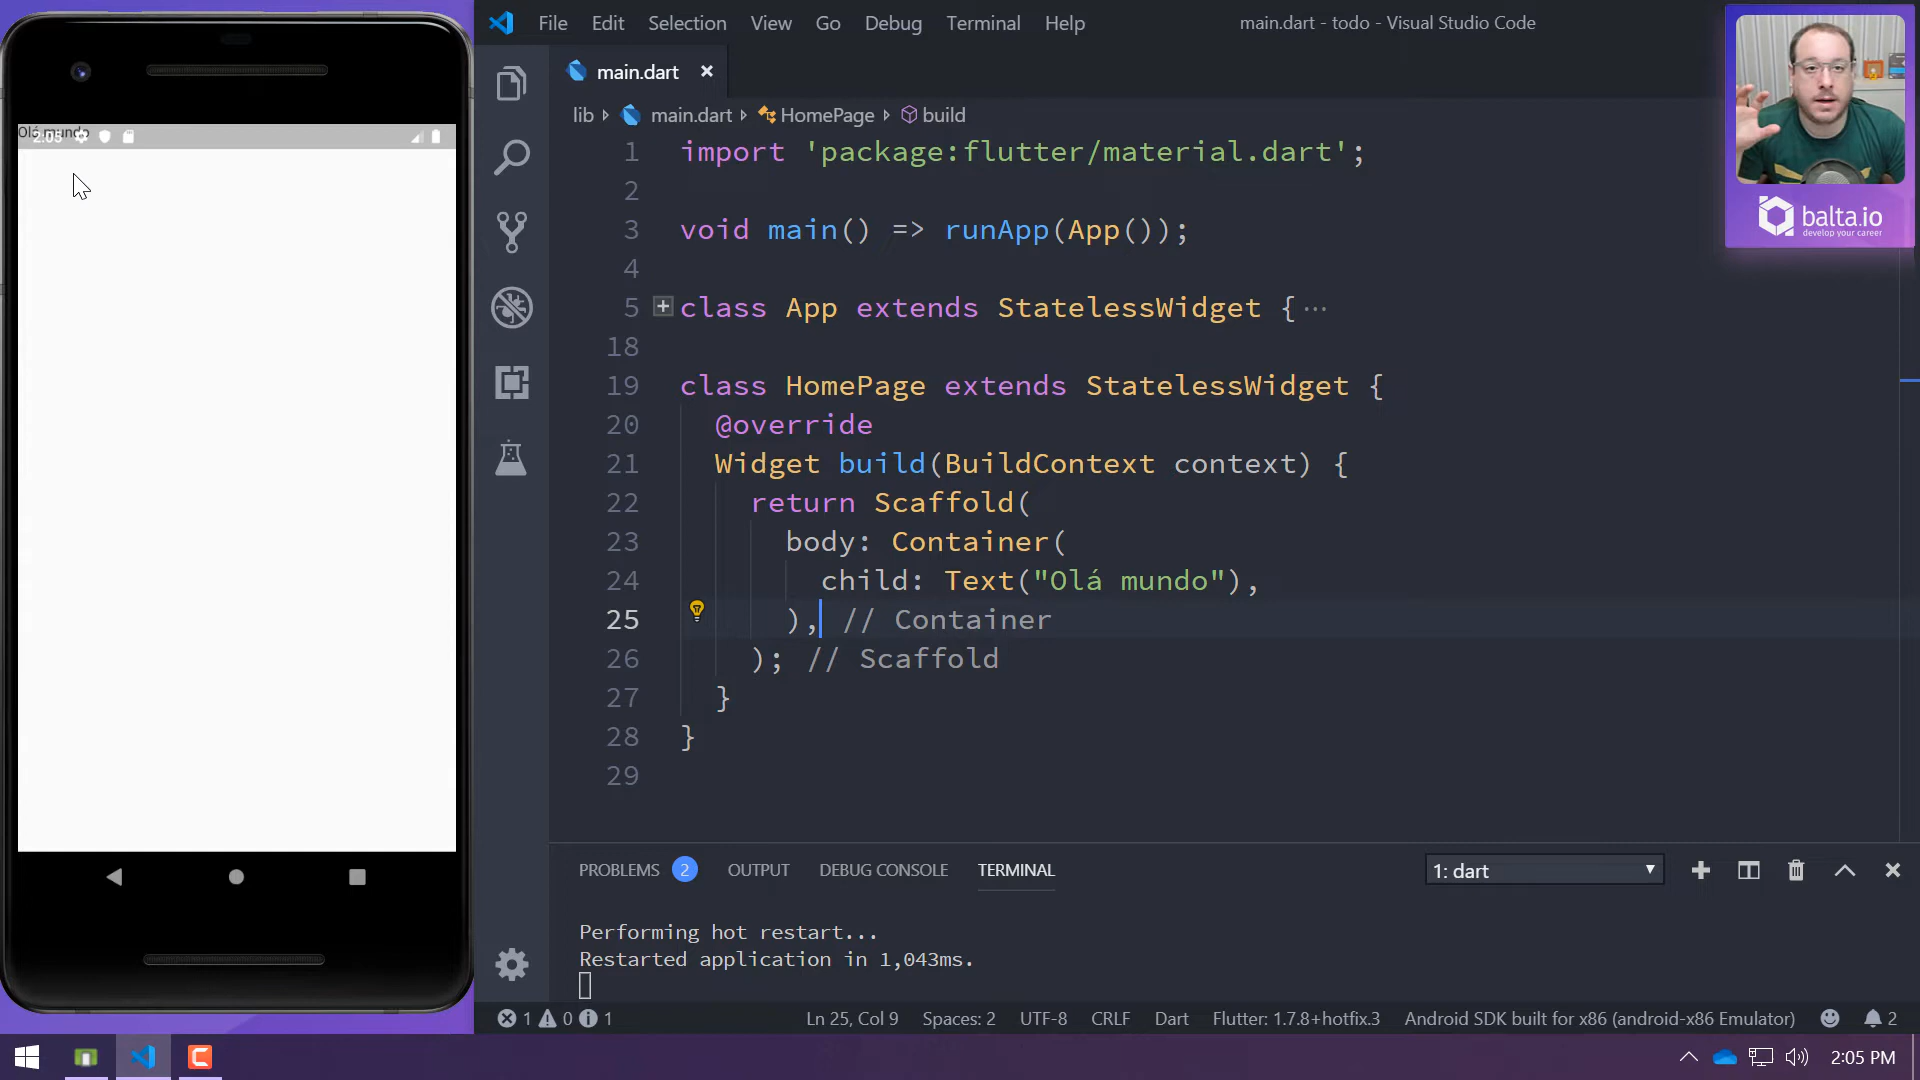 Olá mundo
2:05
File Edit Selection View Go Debug Terminal Help
main.dart - todo - Visual Studio Code
main.dart
lib main.dart HomePage build
1 import 'package:flutter/material.dart';
2
3 void main() => runApp(App());
4
5 class App extends StatelessWidget {···
18
19 class HomePage extends StatelessWidget {
20 @override
21 Widget build(BuildContext context) {
22 return Scaffold(
23 body: Container(
24 child: Text("Olá mundo"),
25 ), // Container
26 ); // Scaffold
27 }
28 }
29
balta.io
develop your career
PROBLEMS 2 OUTPUT DEBUG CONSOLE TERMINAL
1: dart
Performing hot restart...
Restarted application in 1,043ms.
1 0 1
Ln 25, Col 9 Spaces: 2 UTF-8 CRLF Dart Flutter: 1.7.8+hotfix.3 Android SDK built for x86 (android-x86 Emulator) 2
2:05 PM